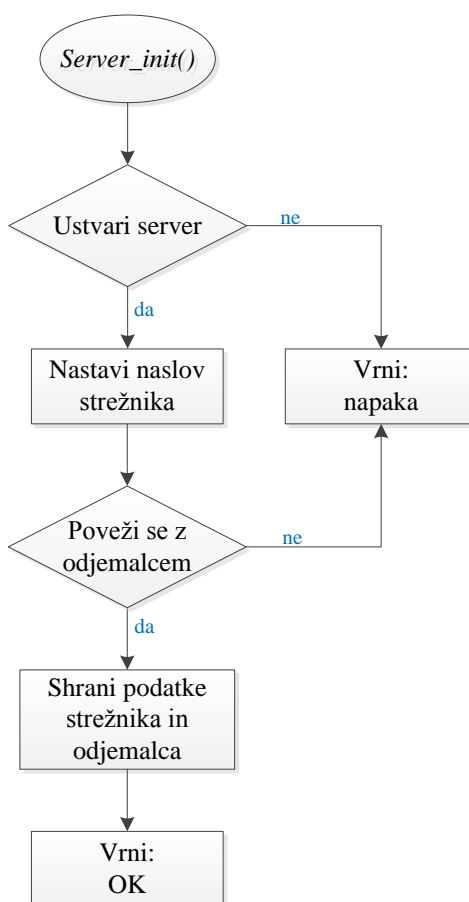 Server_init()
Ustvari server
ne
da
Nastavi naslov
strežnika
Vrni:
napaka
Poveži se z
odjemalcem
ne
da
Shrani podatke
strežnika in
odjemalca
Vrni:
OK